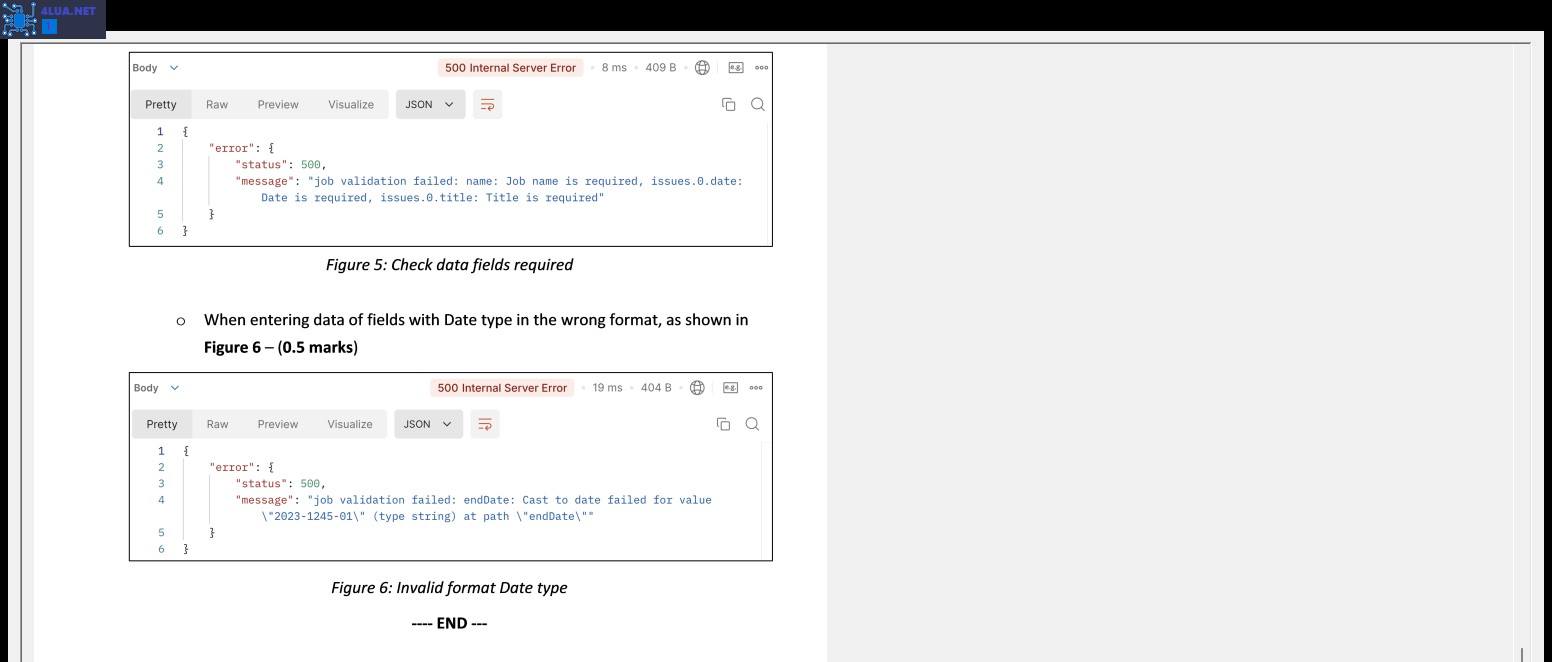 4LUA.NET
Body 500 Internal Server Error 8 ms 409 B e.g.
Pretty Raw Preview Visualize JSON
1 {
2 "error": {
3 "status": 500,
4 "message": "job validation failed: name: Job name is required, issues.0.date:
Date is required, issues.0.title: Title is required"
5 }
6 }
Figure 5: Check data fields required
o When entering data of fields with Date type in the wrong format, as shown in
Figure 6 – (0.5 marks)
Body 500 Internal Server Error 19 ms 404 B e.g.
Pretty Raw Preview Visualize JSON
1 {
2 "error": {
3 "status": 500,
4 "message": "job validation failed: endDate: Cast to date failed for value
\"2023-1245-01\" (type string) at path \"endDate\""
5 }
6 }
Figure 6: Invalid format Date type
---- END ---